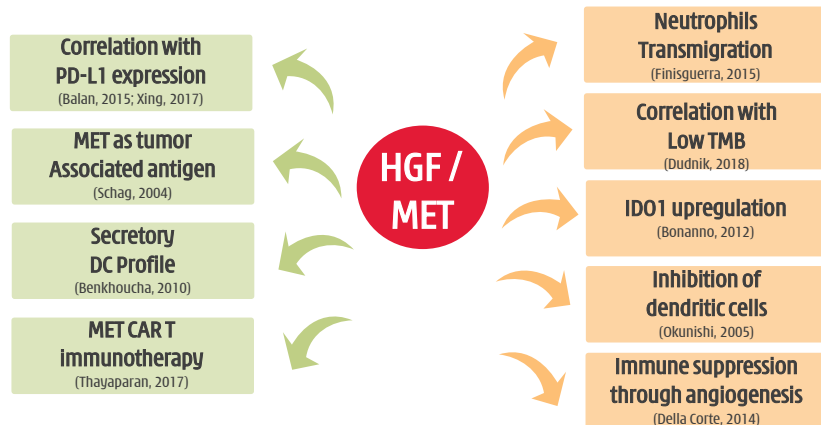 Correlation with
PD-L1 expression
(Balan, 2015; Xing, 2017)
MET as tumor
Associated antigen
(Schag, 2004)
Secretory
DC Profile
(Benkhoucha, 2010)
MET CAR T
immunotherapy
(Thayaparan, 2017)
HGF /
MET
Neutrophils
Transmigration
(Finisguerra, 2015)
Correlation with
Low TMB
(Dudnik, 2018)
IDO1 upregulation
(Bonanno, 2012)
Inhibition of
dendritic cells
(Okunishi, 2005)
Immune suppression
through angiogenesis
(Della Corte, 2014)